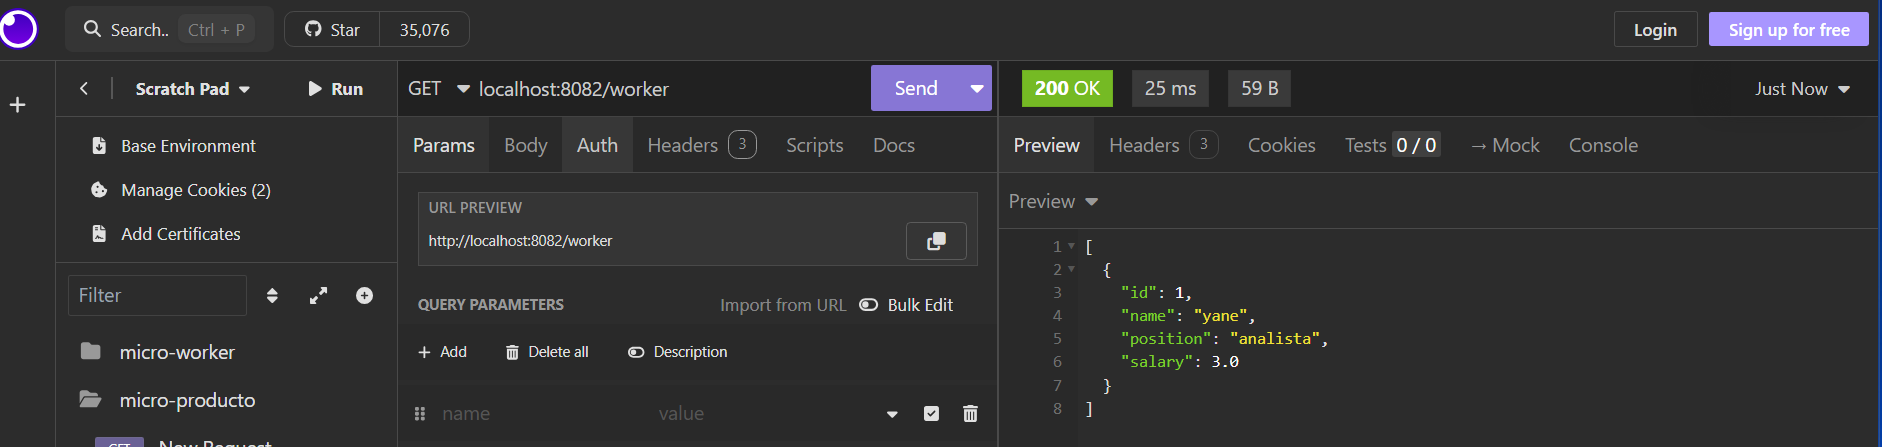 Search.. Ctrl + P
Star 35,076
Login
Sign up for free
Scratch Pad
Run
Base Environment
Manage Cookies (2)
Add Certificates
Filter
micro-worker
micro-producto
GET New Request
GET localhost:8082/worker
Send
Params Body Auth Headers 3 Scripts Docs
URL PREVIEW
http://localhost:8082/worker
QUERY PARAMETERS Import from URL Bulk Edit
+ Add Delete all Description
name value
200 OK 25 ms 59 B Just Now
Preview Headers 3 Cookies Tests 0 / 0 → Mock Console
Preview
1 [
2 {
3 "id": 1,
4 "name": "yane",
5 "position": "analista",
6 "salary": 3.0
7 }
8 ]